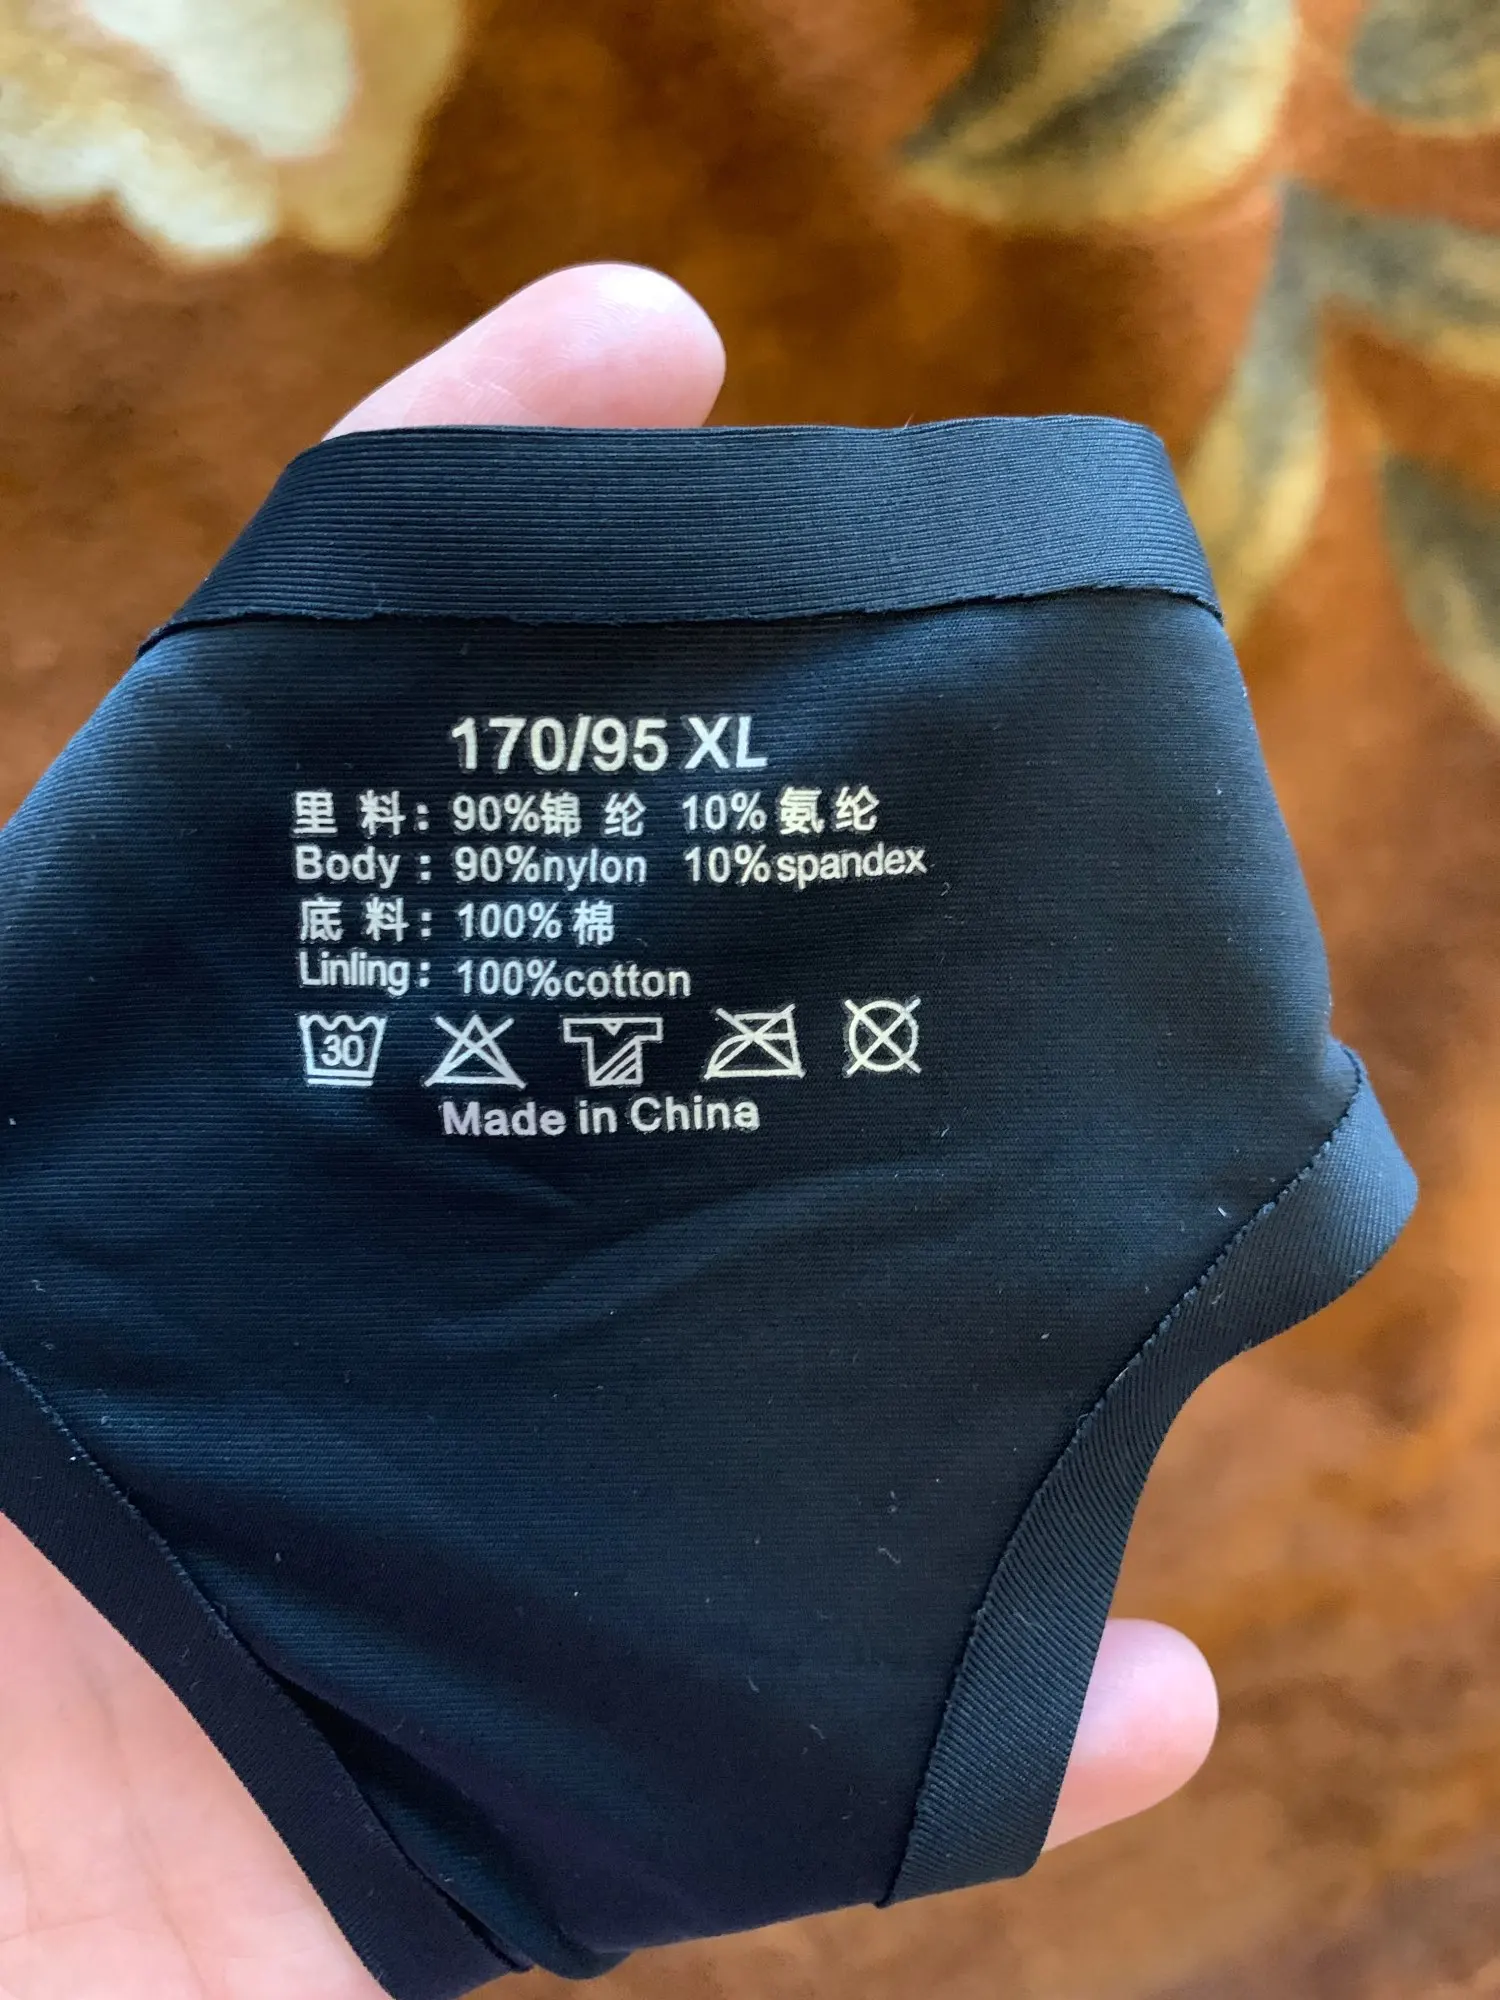 170/95 XL
里 料：90%锦 纶 10%氨纶
Body：90%nylon 10%spandex
底 料：100%棉
Linling：100%cotton
30
Made in China